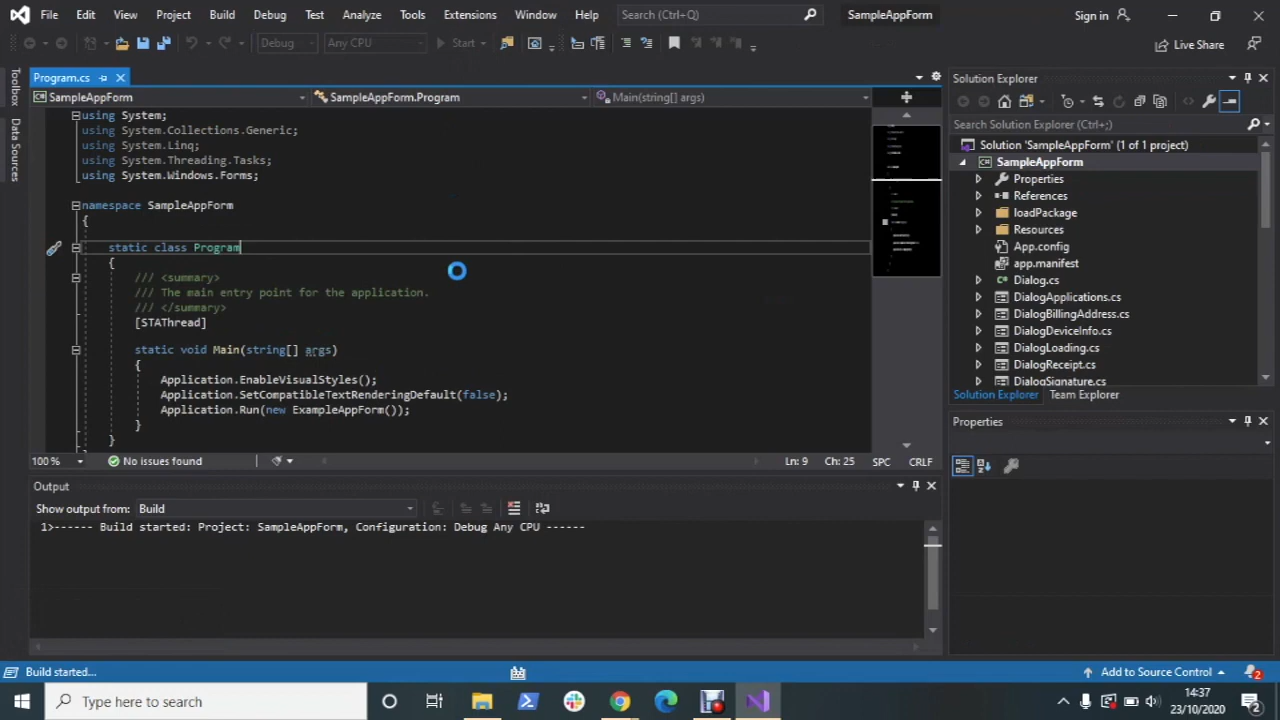 File Edit View Project Build Debug Test Analyze Tools Extensions Window Help Search (Ctrl+Q) SampleAppForm Sign in
Debug Any CPU Start Live Share
Toolbox
Data Sources
Program.cs
SampleAppForm SampleAppForm.Program Main(string[] args)
using System;
using System.Collections.Generic;
using System.Linq;
using System.Threading.Tasks;
using System.Windows.Forms;
namespace SampleAppForm
{
static class Program
{
/// <summary>
/// The main entry point for the application.
/// </summary>
[STAThread]
static void Main(string[] args)
{
Application.EnableVisualStyles();
Application.SetCompatibleTextRenderingDefault(false);
Application.Run(new ExampleAppForm());
}
}
100 % No issues found Ln: 9 Ch: 25 SPC CRLF
Output
Show output from: Build
1>------ Build started: Project: SampleAppForm, Configuration: Debug Any CPU ------
Solution Explorer
Search Solution Explorer (Ctrl+;)
Solution 'SampleAppForm' (1 of 1 project)
SampleAppForm
Properties
References
loadPackage
Resources
App.config
app.manifest
Dialog.cs
DialogApplications.cs
DialogBillingAddress.cs
DialogDeviceInfo.cs
DialogLoading.cs
DialogReceipt.cs
DialogSignature.cs
Solution Explorer Team Explorer
Properties
Build started... Add to Source Control 2
Type here to search
14:37
23/10/2020
2